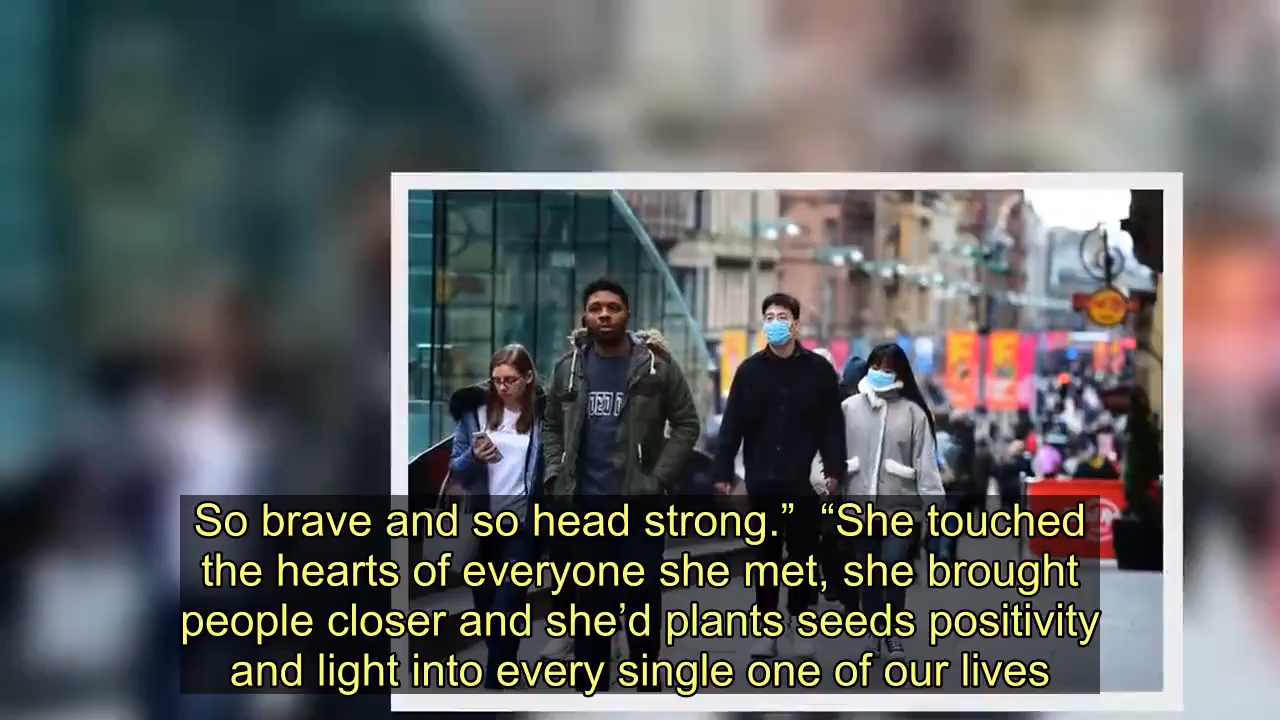 So brave and so head strong.”  “She touched
the hearts of everyone she met, she brought
people closer and she’d plants seeds positivity
and light into every single one of our lives